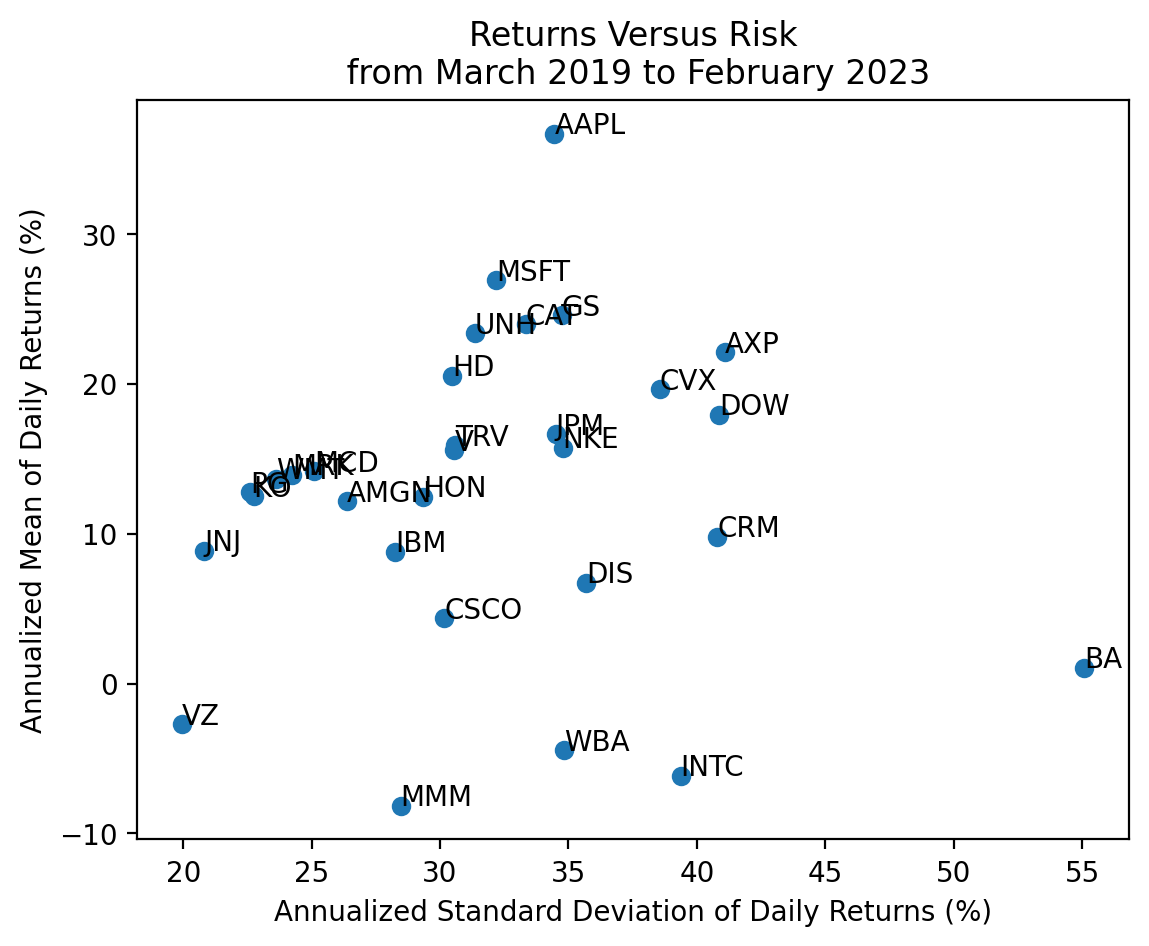 Returns Versus Risk
from March 2019 to February 2023
AAPL
30
MSFT
GS
CAT
UNH
AXP
HD
20
CVX
DOW
JPM
NKE
TRV
V
MCD
MRK
WMT
PG
KO
AMGN
HON
10
JNJ
IBM
CRM
DIS
CSCO
BA
0
VZ
WBA
INTC
MMM
−10
20 25 30 35 40 45 50 55
Annualized Mean of Daily Returns (%)
Annualized Standard Deviation of Daily Returns (%)